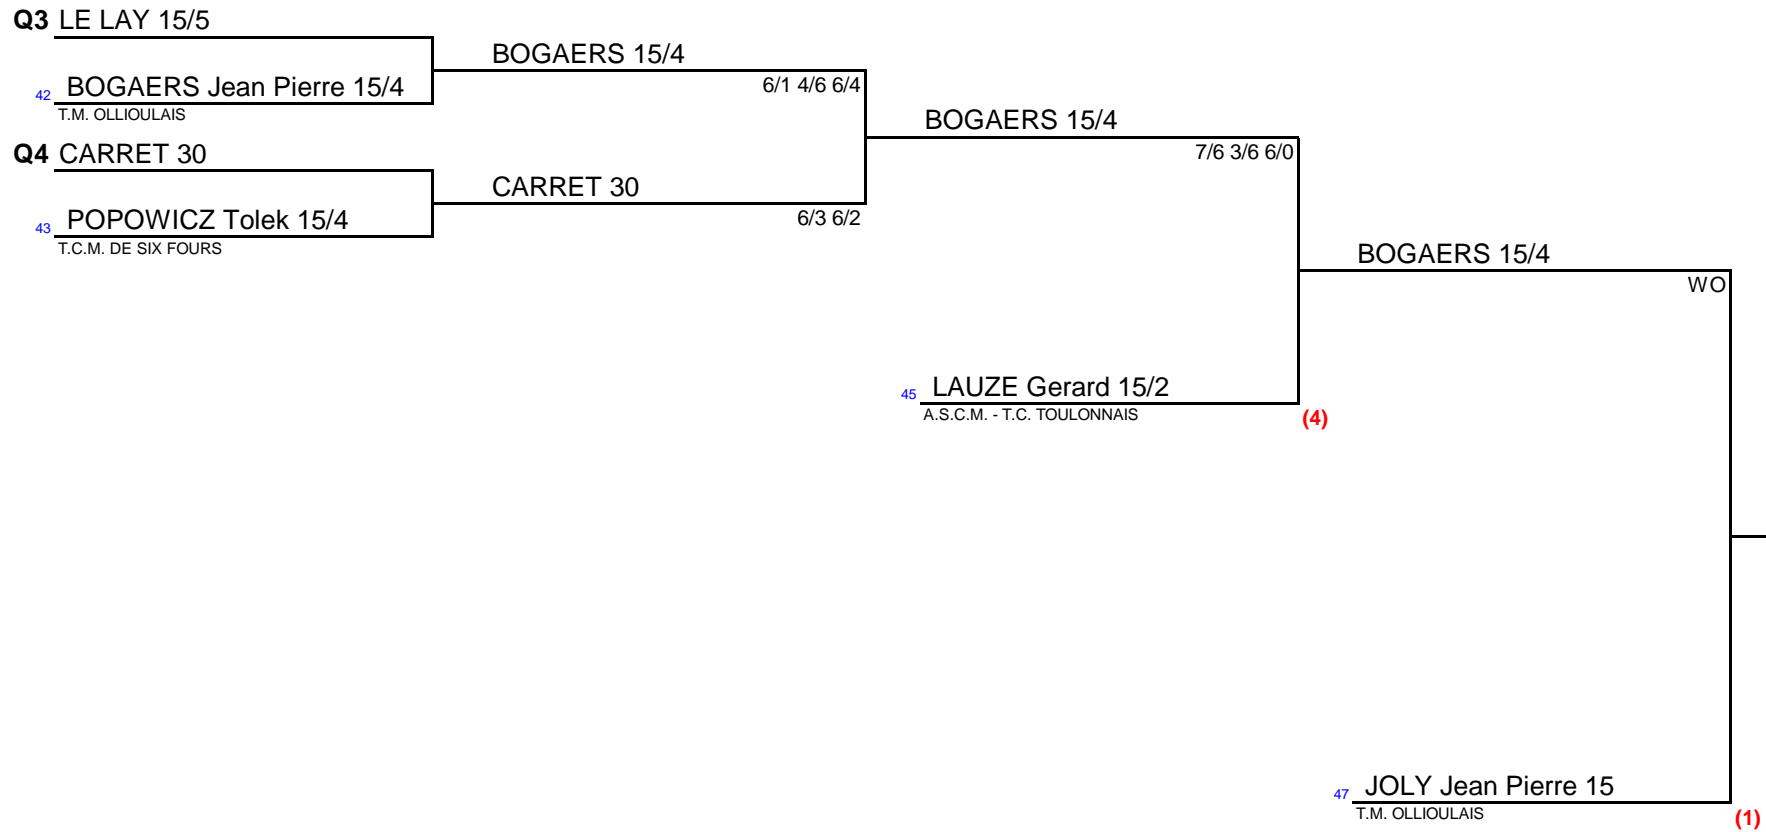 Q3 LE LAY 15/5
BOGAERS 15/4
42 BOGAERS Jean Pierre 15/4
6/1 4/6 6/4
T.M. OLLIOULAIS
BOGAERS 15/4
Q4 CARRET 30
7/6 3/6 6/0
CARRET 30
43 POPOWICZ Tolek 15/4
6/3 6/2
T.C.M. DE SIX FOURS
BOGAERS 15/4
WO
45 LAUZE Gerard 15/2
A.S.C.M. - T.C. TOULONNAIS
(4)
47 JOLY Jean Pierre 15
T.M. OLLIOULAIS
(1)